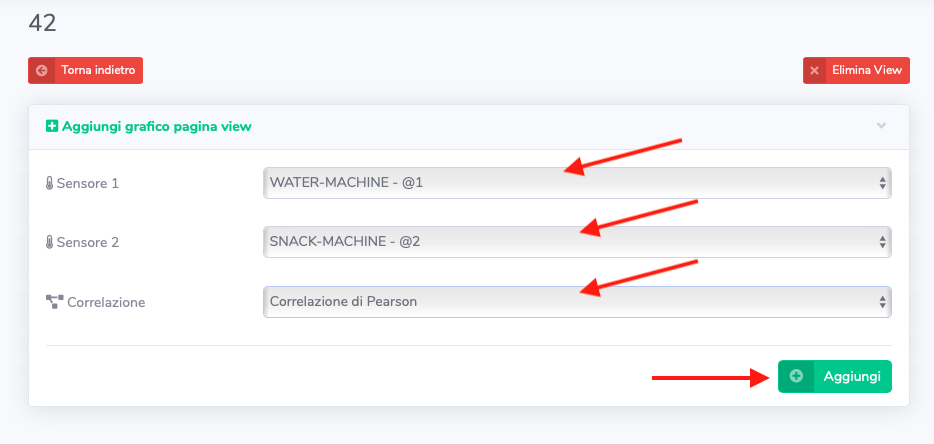 42
Torna indietro
Elimina View
Aggiungi grafico pagina view
Sensore 1
WATER-MACHINE - @1
Sensore 2
SNACK-MACHINE - @2
Correlazione
Correlazione di Pearson
Aggiungi